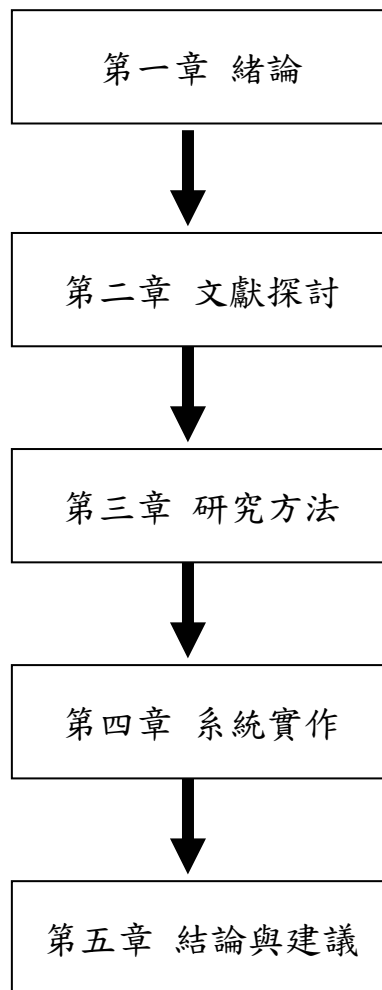 第一章 緒論
第二章 文獻探討
第三章 研究方法
第四章 系統實作
第五章 結論與建議